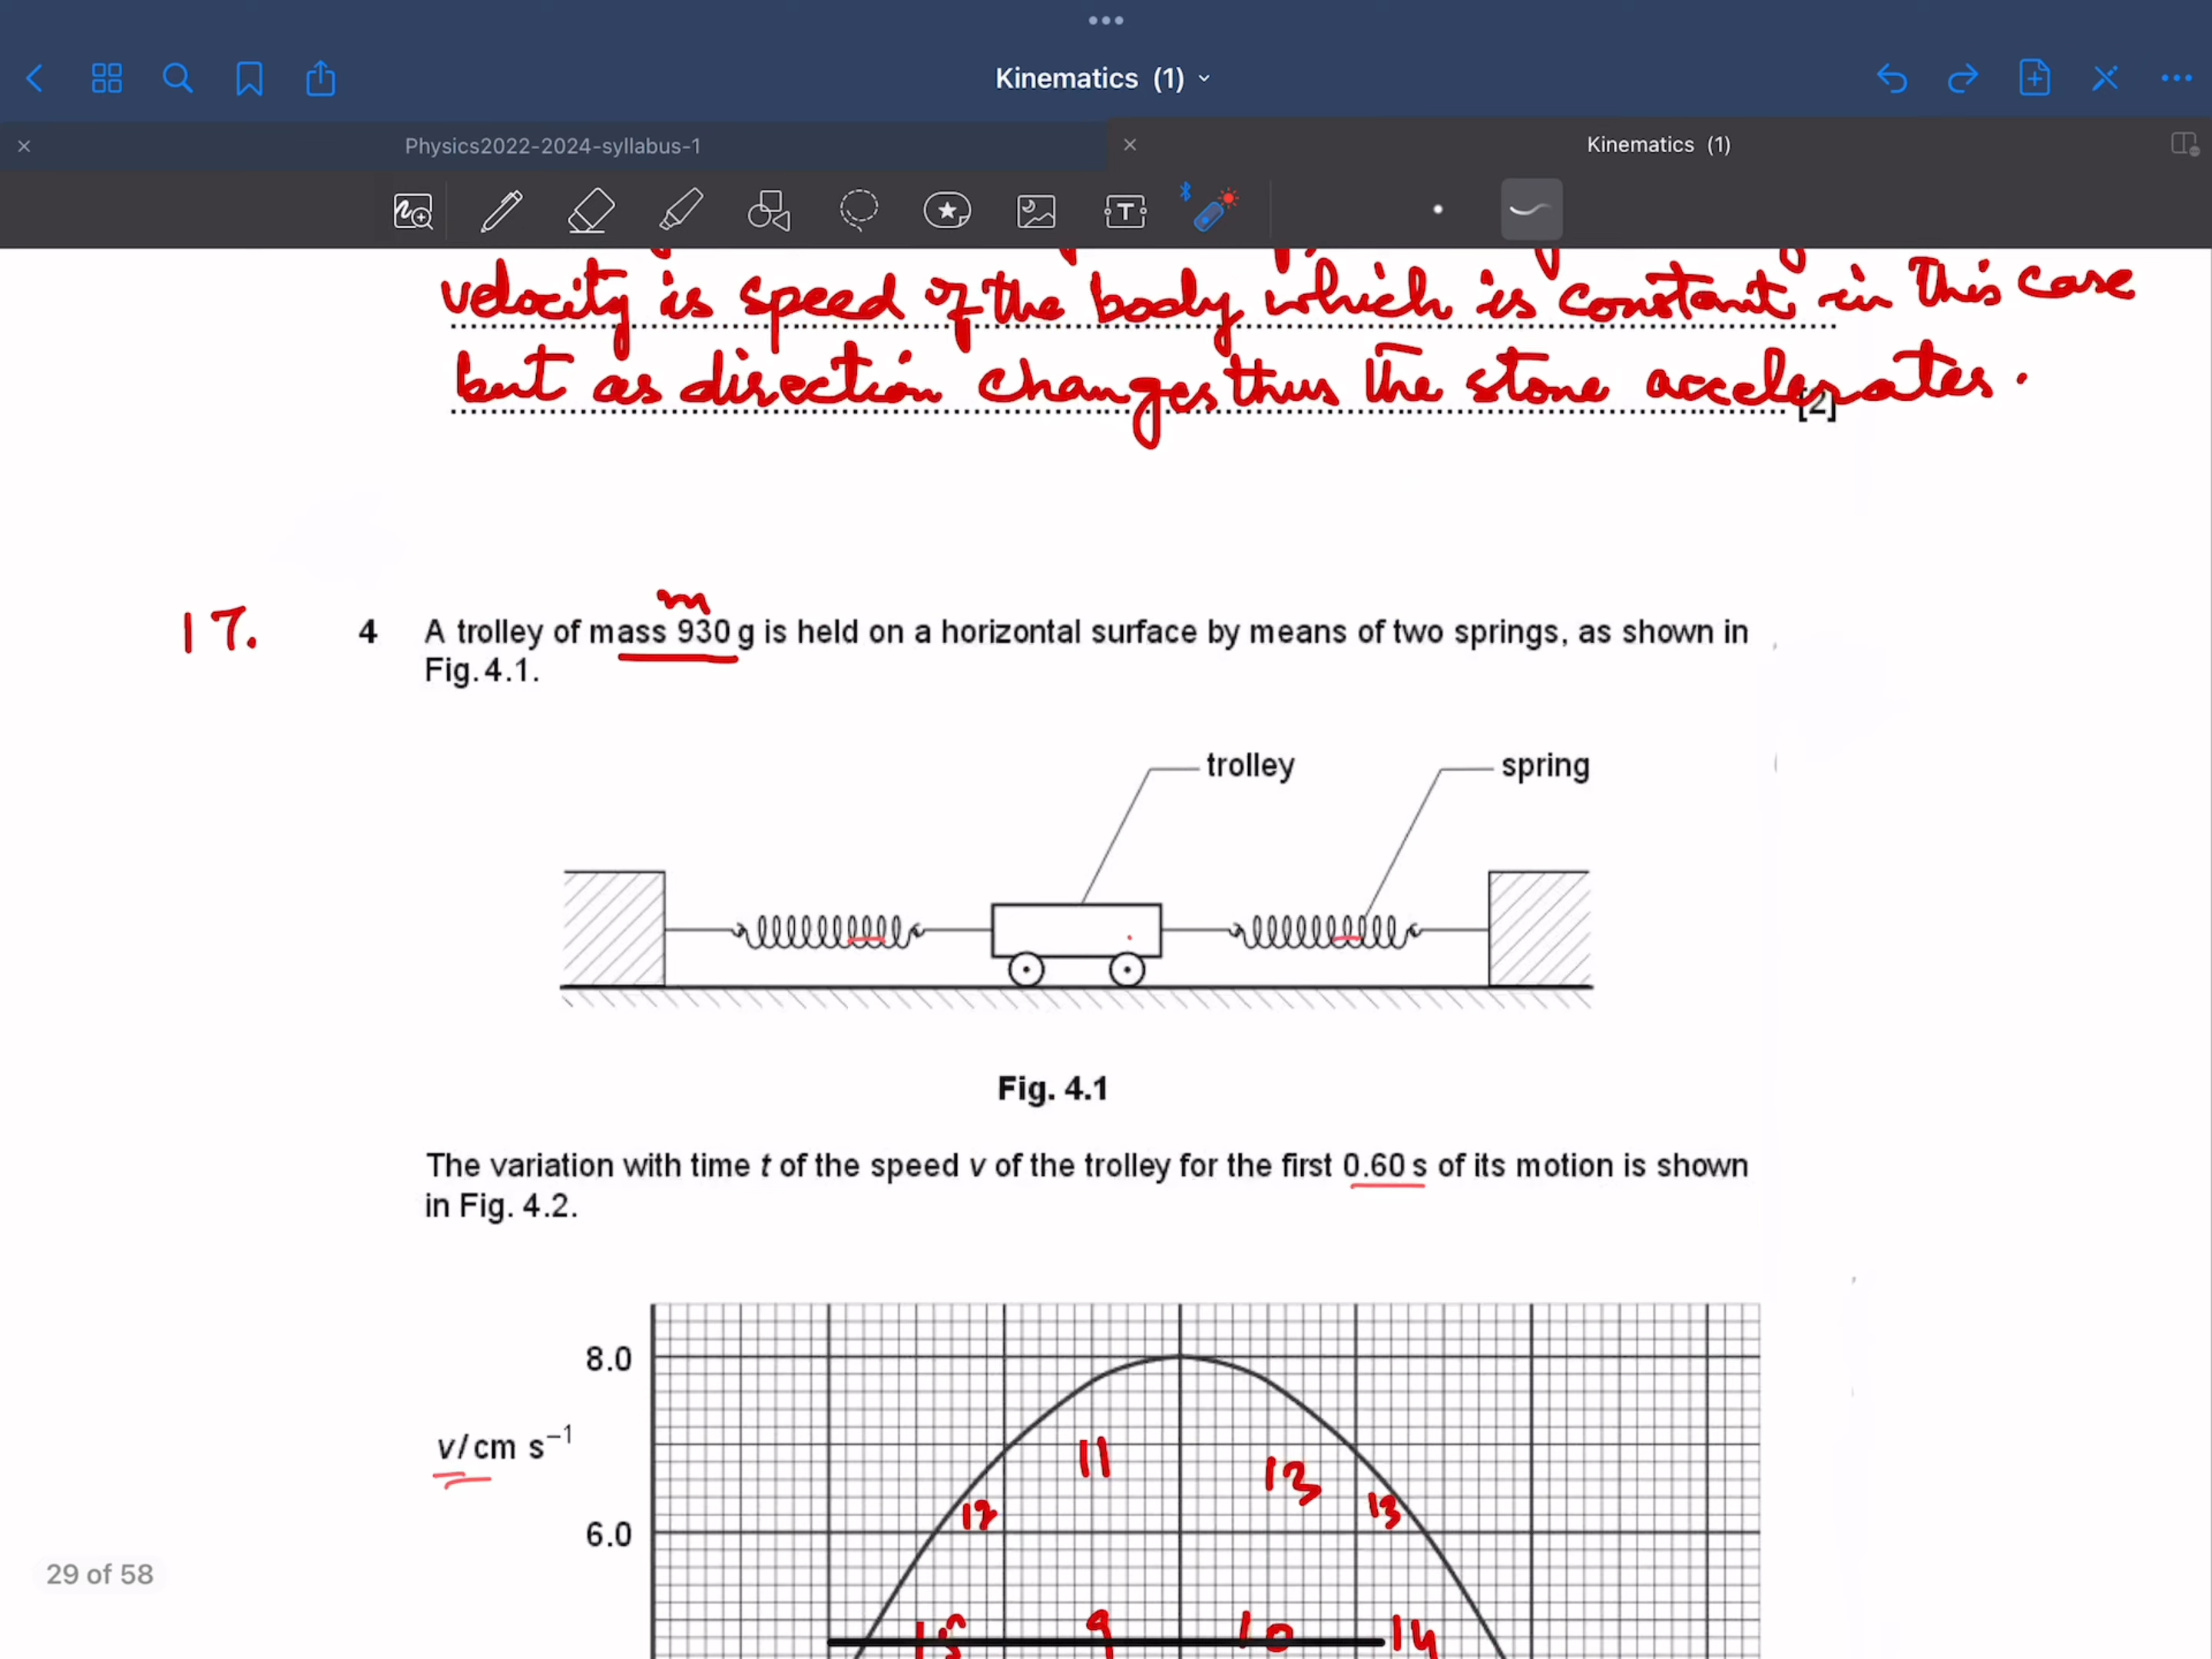 Kinematics (1)
Physics2022-2024-syllabus-1
Kinematics (1)
T
velocity is speed of the body which is constant in this case
but as direction changes thus the stone accelerates.
[2]
m
17.
4 A trolley of mass 930 g is held on a horizontal surface by means of two springs, as shown in
Fig. 4.1.
trolley
spring
Fig. 4.1
The variation with time t of the speed v of the trolley for the first 0.60 s of its motion is shown
in Fig. 4.2.
8.0
v/cm s⁻¹
11
12
13
12
6.0
29 of 58
15
9
10
14